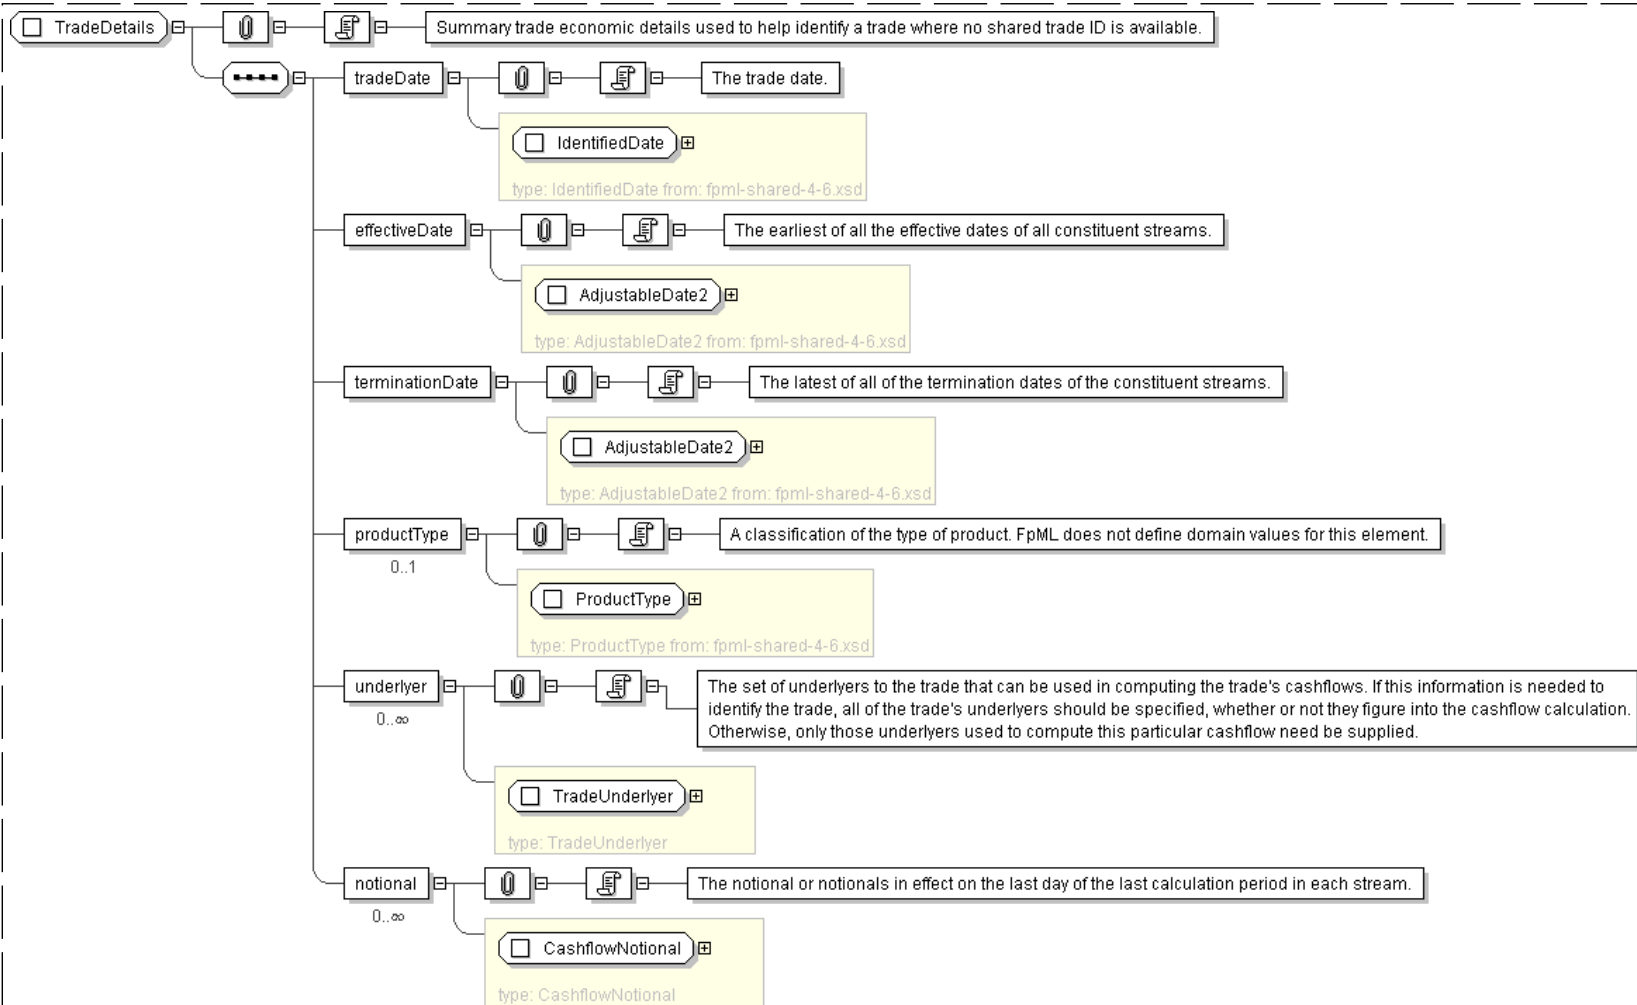 TradeDetails
Summary trade economic details used to help identify a trade where no shared trade ID is available.
tradeDate
The trade date.
IdentifiedDate
type: IdentifiedDate from: fpml-shared-4-6.xsd
effectiveDate
The earliest of all the effective dates of all constituent streams.
AdjustableDate2
type: AdjustableDate2 from: fpml-shared-4-6.xsd
terminationDate
The latest of all of the termination dates of the constituent streams.
AdjustableDate2
type: AdjustableDate2 from: fpml-shared-4-6.xsd
productType
A classification of the type of product. FpML does not define domain values for this element.
0..1
ProductType
type: ProductType from: fpml-shared-4-6.xsd
underlyer
The set of underlyers to the trade that can be used in computing the trade's cashflows. If this information is needed to
identify the trade, all of the trade's underlyers should be specified, whether or not they figure into the cashflow calculation.
Otherwise, only those underlyers used to compute this particular cashflow need be supplied.
0..∞
TradeUnderlyer
type: TradeUnderlyer
notional
The notional or notionals in effect on the last day of the last calculation period in each stream.
0..∞
CashflowNotional
type: CashflowNotional